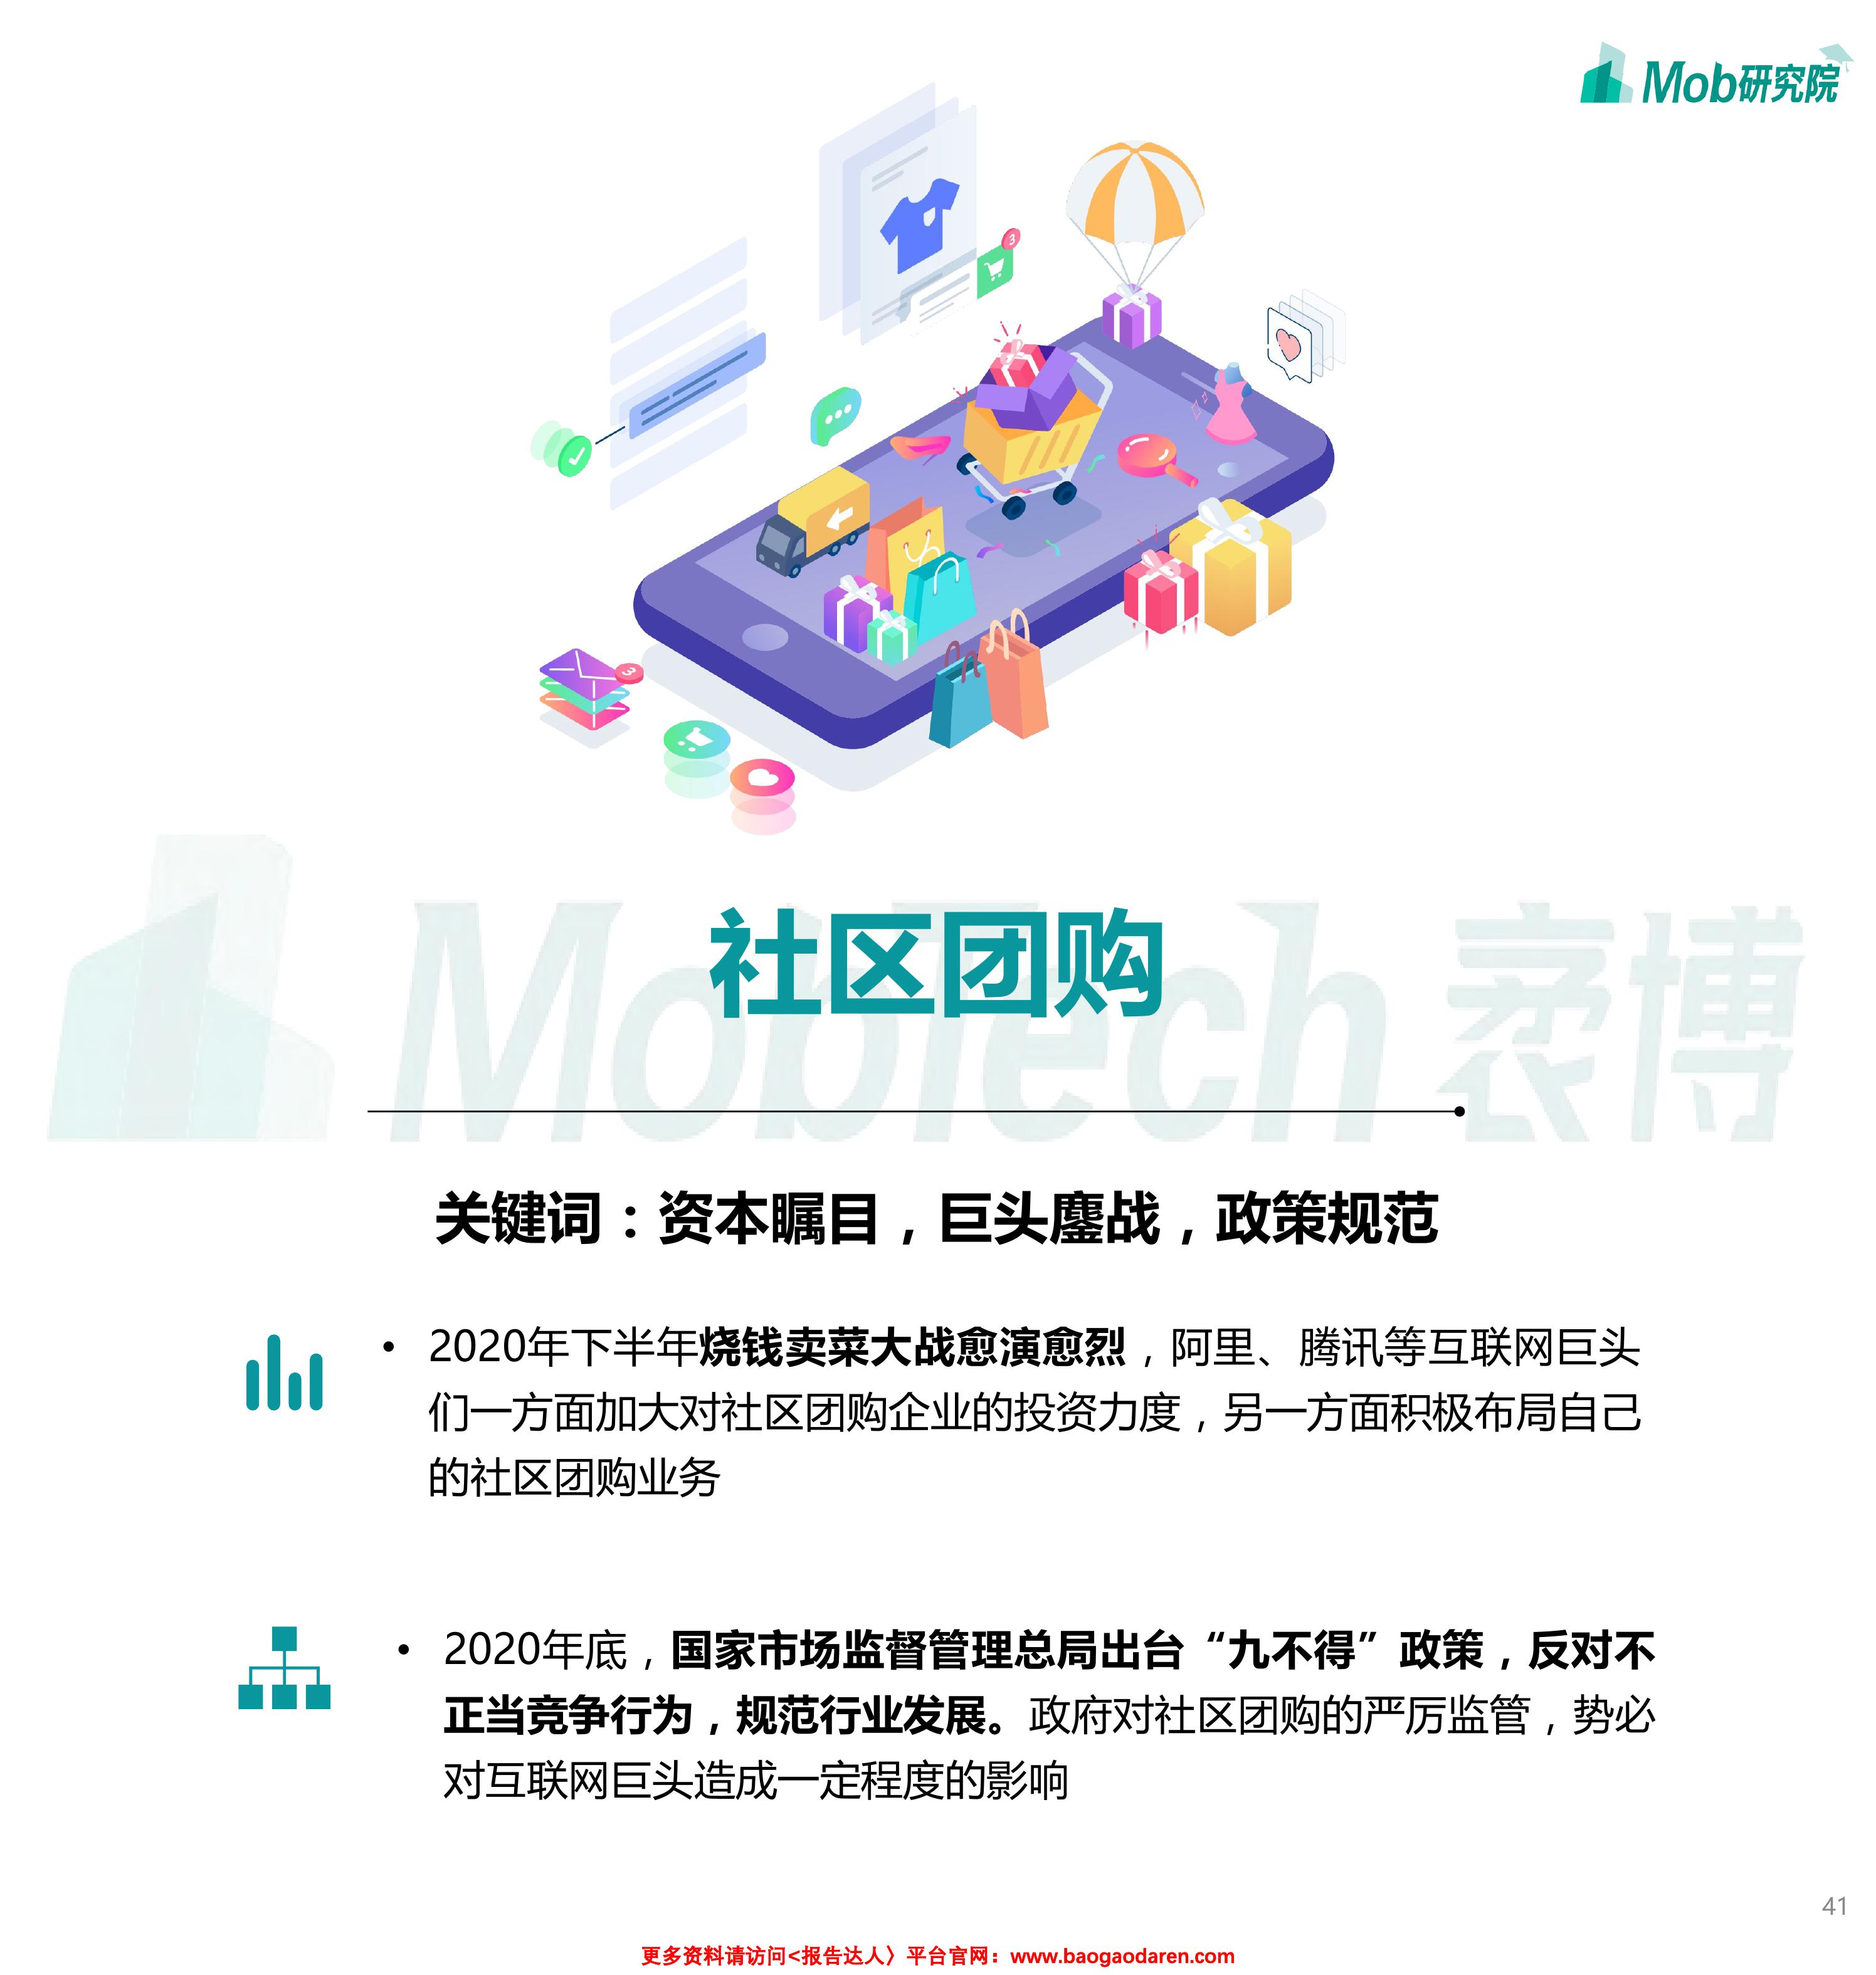 Mob研究院
3
3
MobTech 袤博
社区团购
关键词：资本瞩目，巨头鏖战，政策规范
• 2020年下半年烧钱卖菜大战愈演愈烈，阿里、腾讯等互联网巨头
们一方面加大对社区团购企业的投资力度，另一方面积极布局自己
的社区团购业务
• 2020年底，国家市场监督管理总局出台“九不得”政策，反对不
正当竞争行为，规范行业发展。政府对社区团购的严厉监管，势必
对互联网巨头造成一定程度的影响
41
更多资料请访问<报告达人〉平台官网：www.baogaodaren.com